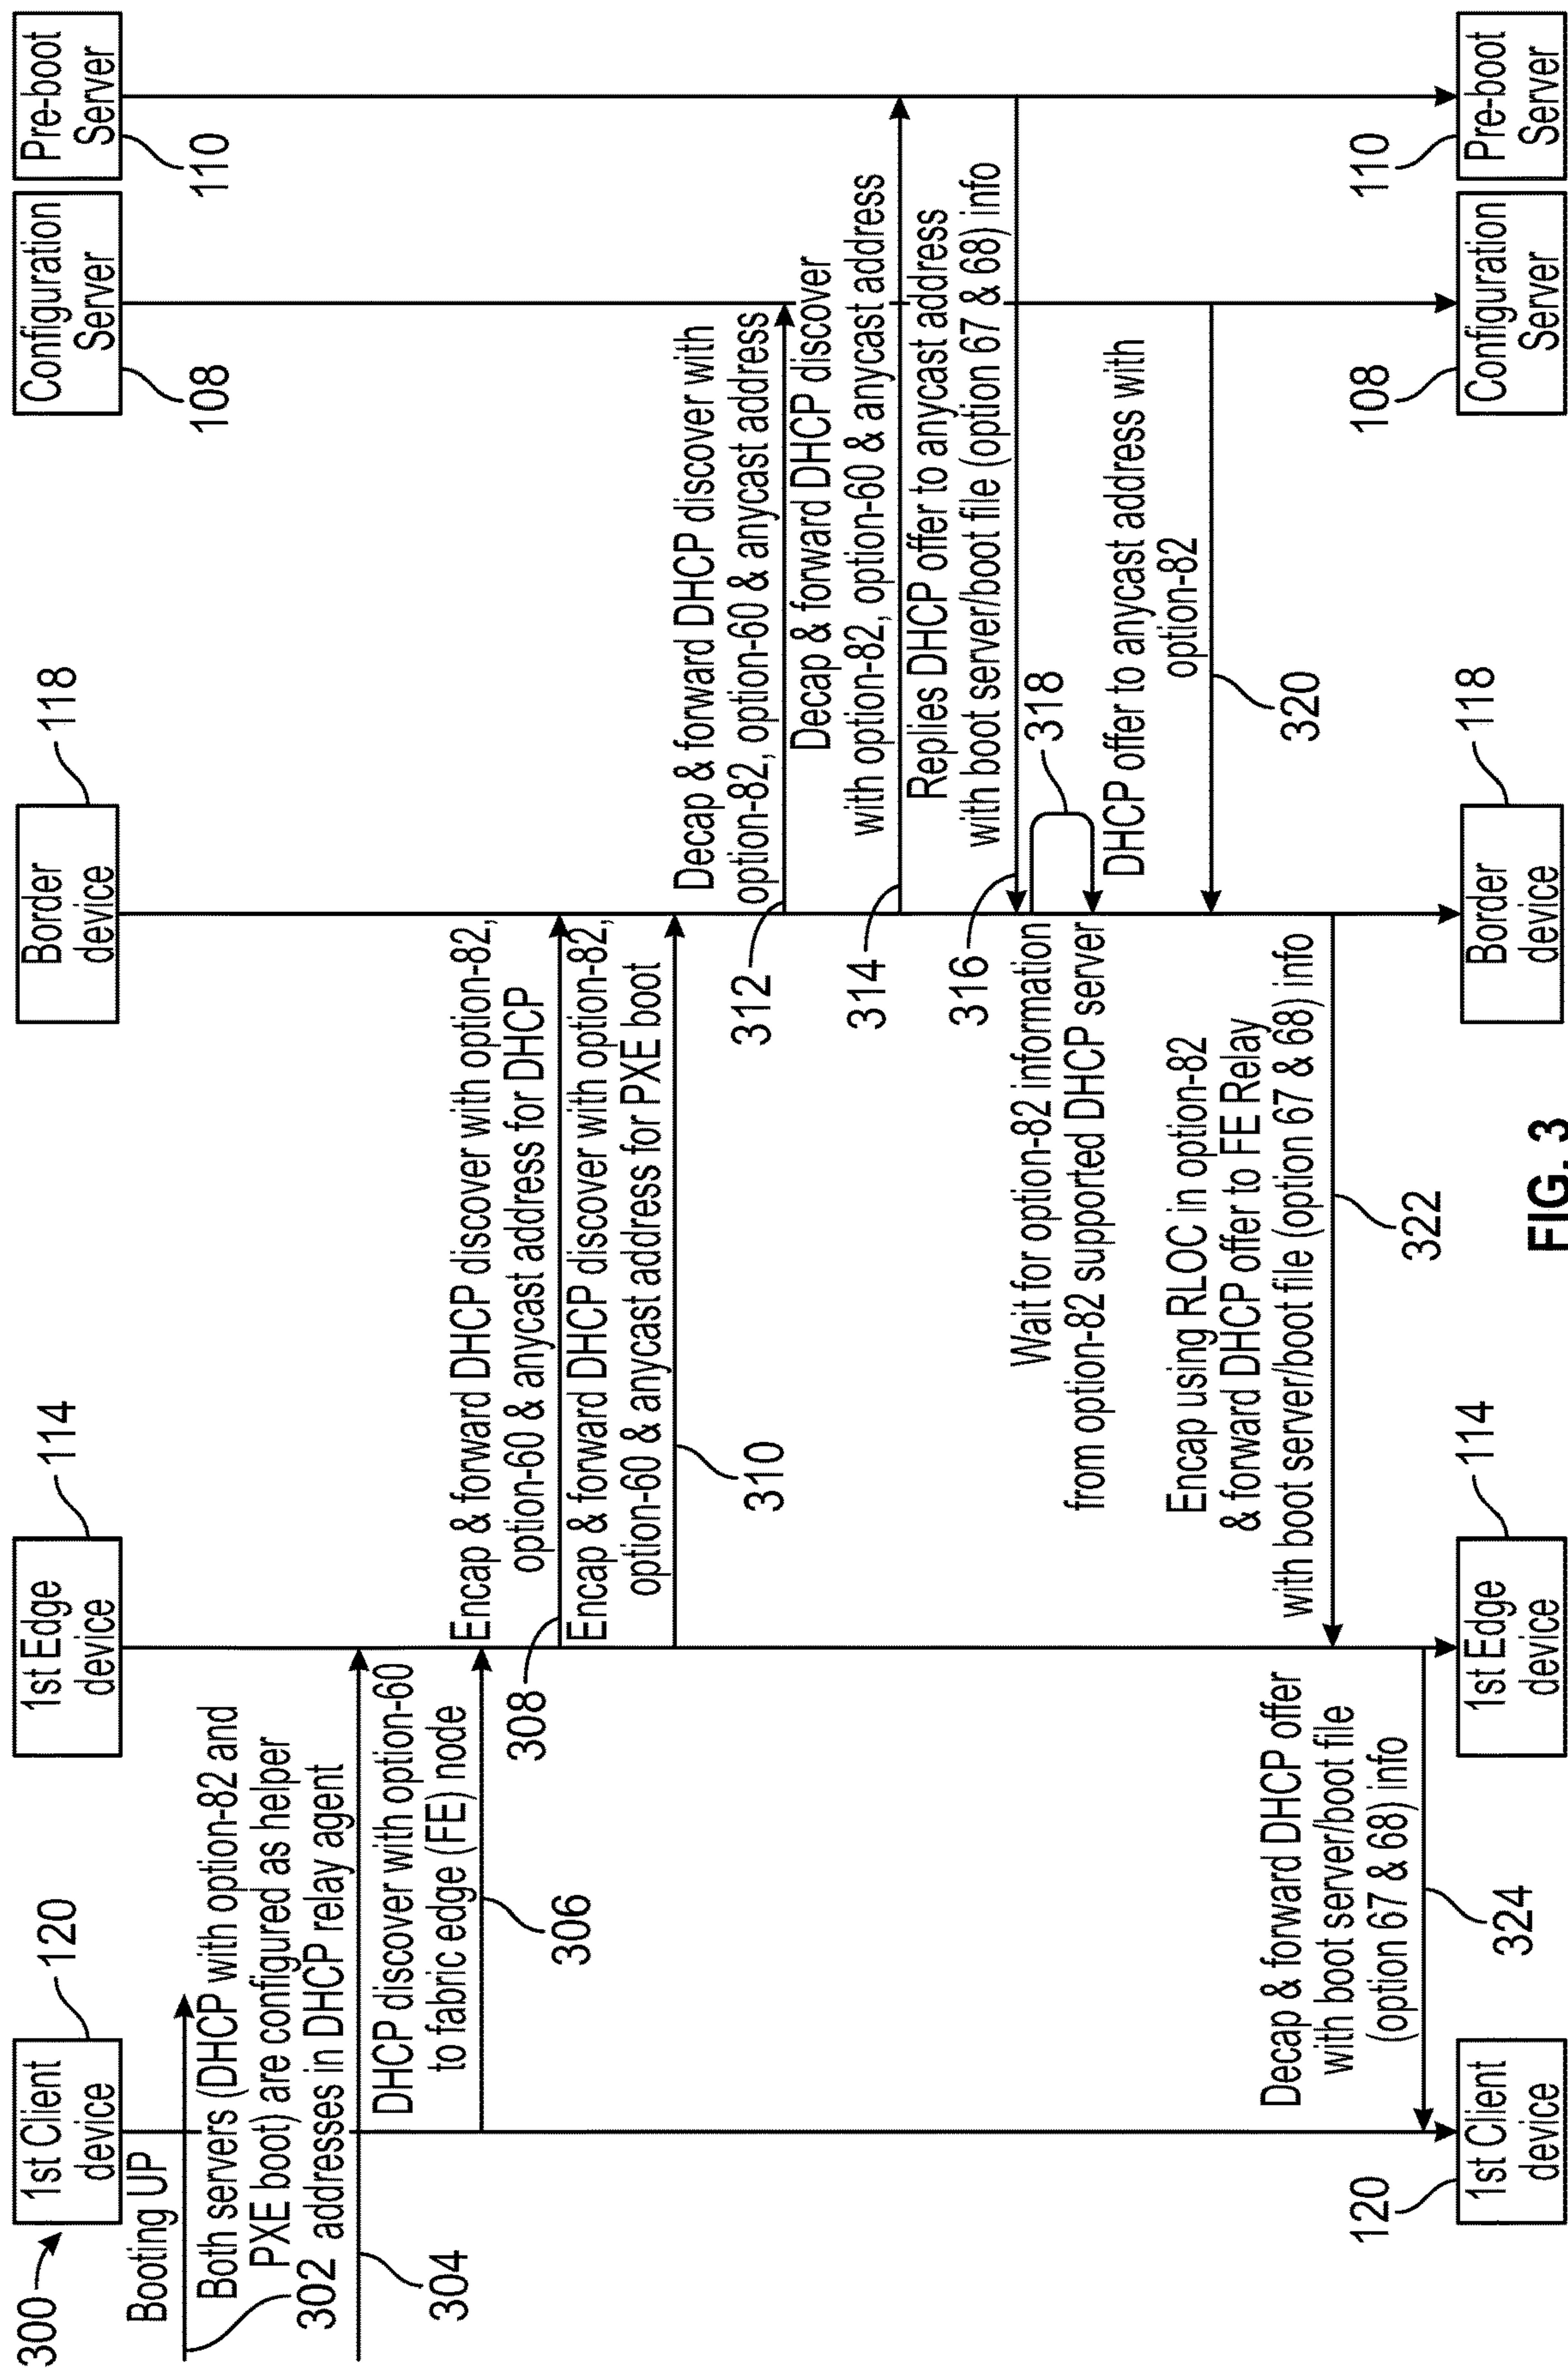 300
1st Client
device
120
1st Edge
device
114
Border
device
118
Configuration
Server
108
Pre-boot
Server
110
Booting UP
302
Both servers (DHCP with option-82 and
PXE boot) are configured as helper
addresses in DHCP relay agent
304
DHCP discover with option-60
to fabric edge (FE) node
306
Encap & forward DHCP discover with option-82,
option-60 & anycast address for DHCP
308
Encap & forward DHCP discover with option-82,
option-60 & anycast address for PXE boot
310
Decap & forward DHCP discover with
option-82, option-60 & anycast address
312
Decap & forward DHCP discover
with option-82, option-60 & anycast address
314
Replies DHCP offer to anycast address
with boot server/boot file (option 67 & 68) info
316
Wait for option-82 information
from option-82 supported DHCP server
318
DHCP offer to anycast address with
option-82
320
Encap using RLOC in option-82
& forward DHCP offer to FE Relay
with boot server/boot file (option 67 & 68) info
322
Decap & forward DHCP offer
with boot server/boot file
(option 67 & 68) info
324
120
1st Client
device
1st Edge
device
114
Border
device
118
108
Configuration
Server
110
Pre-boot
Server
FIG. 3